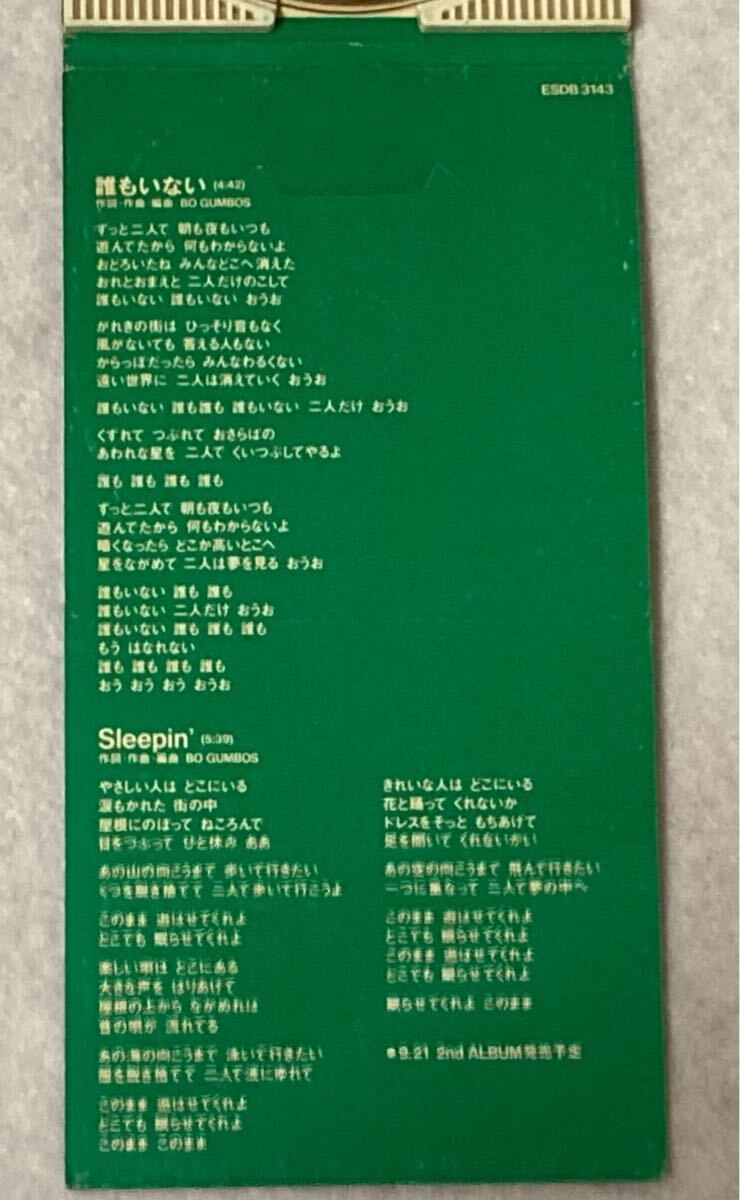 ESDB 3143
誰もいない (4:42)
作詞・作曲・編曲 BO GUMBOS
ずっと二人で 朝も夜もいつも
遊んでたから 何もわからないよ
おどろいたね みんなどこへ消えた
おれとおまえと 二人だけのこして
誰もいない 誰もいない おうお
がれきの街は ひっそり音もなく
風がないても 答える人もない
からっぽだったら みんなわるくない
遠い世界に 二人は消えていく おうお
誰もいない 誰も誰も 誰もいない 二人だけ おうお
くずれて つぶれて おさらばの
あわれな星を 二人で くいつぶしてやるよ
誰も 誰も 誰も 誰も
ずっと二人で 朝も夜もいつも
遊んでたから 何もわからないよ
暗くなったら どこか高いとこへ
星をながめて 二人は夢を見る おうお
誰もいない 誰も 誰も
誰もいない 二人だけ おうお
誰もいない 誰も 誰も 誰も
もう はなれない
誰も 誰も 誰も 誰も
おう おう おう おうお
Sleepin' (5:39)
作詞・作曲・編曲 BO GUMBOS
やさしい人は どこにいる
涙もかれた 街の中
屋根にのぼって ねころんで
目をつぶって ひと休み ああ
あの山の向こうまで 歩いて行きたい
くつを脱ぎ捨てて 二人で歩いて行こうよ
このまま 遊ばせてくれよ
どこでも 眠らせてくれよ
楽しい唄は どこにある
大きな声を はりあげて
屋根の上から ながめれば
昔の唄が 流れてる
あの海の向こうまで 泳いで行きたい
服を脱ぎ捨てて 二人で波にゆれて
このまま 遊ばせてくれよ
どこでも 眠らせてくれよ
このまま このまま
きれいな人は どこにいる
花と踊って くれないか
ドレスをそっと もちあげて
足を開いて くれないかい
あの空の向こうまで 飛んで行きたい
一つに重なって 二人で夢の中へ
このまま 遊ばせてくれよ
どこでも 眠らせてくれよ
このまま 遊ばせてくれよ
どこでも 眠らせてくれよ
眠らせてくれよ このまま
●9.21 2nd ALBUM発売予定